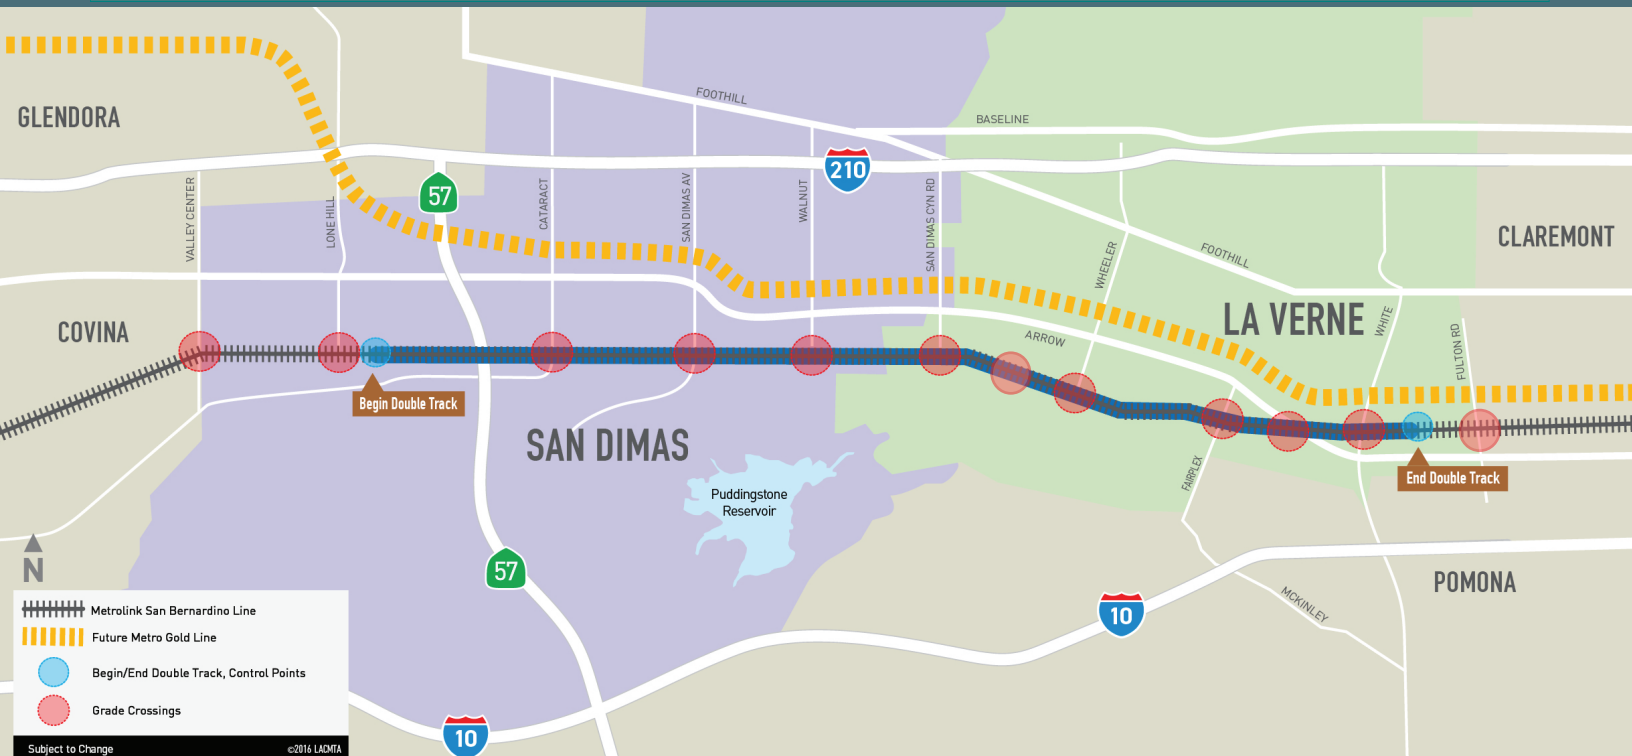 FOOTHILL
BASELINE
GLENDORA
210
57
VALLEY CENTER
LONE HILL
CATARACT
SAN DIMAS AV
WALNUT
SAN DIMAS CYN RD
WHEELER
FOOTHILL
CLAREMONT
COVINA
LA VERNE
ARROW
WHITE
FULTON RD
Begin Double Track
SAN DIMAS
FAIRPLEX
End Double Track
Puddingstone
Reservoir
N
57
POMONA
10
MCKINLEY
Metrolink San Bernardino Line
Future Metro Gold Line
Begin/End Double Track, Control Points
Grade Crossings
10
Subject to Change
©2016 LACMTA